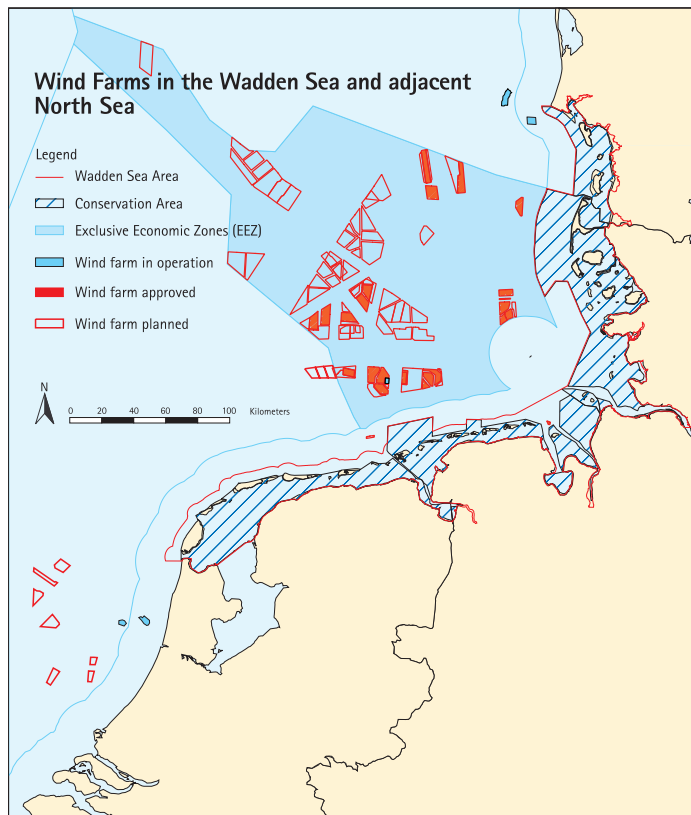 Wind Farms in the Wadden Sea and adjacent
North Sea
Legend
Wadden Sea Area
Conservation Area
Exclusive Economic Zones (EEZ)
Wind farm in operation
Wind farm approved
Wind farm planned
N
0 20 40 60 80 100 Kilometers